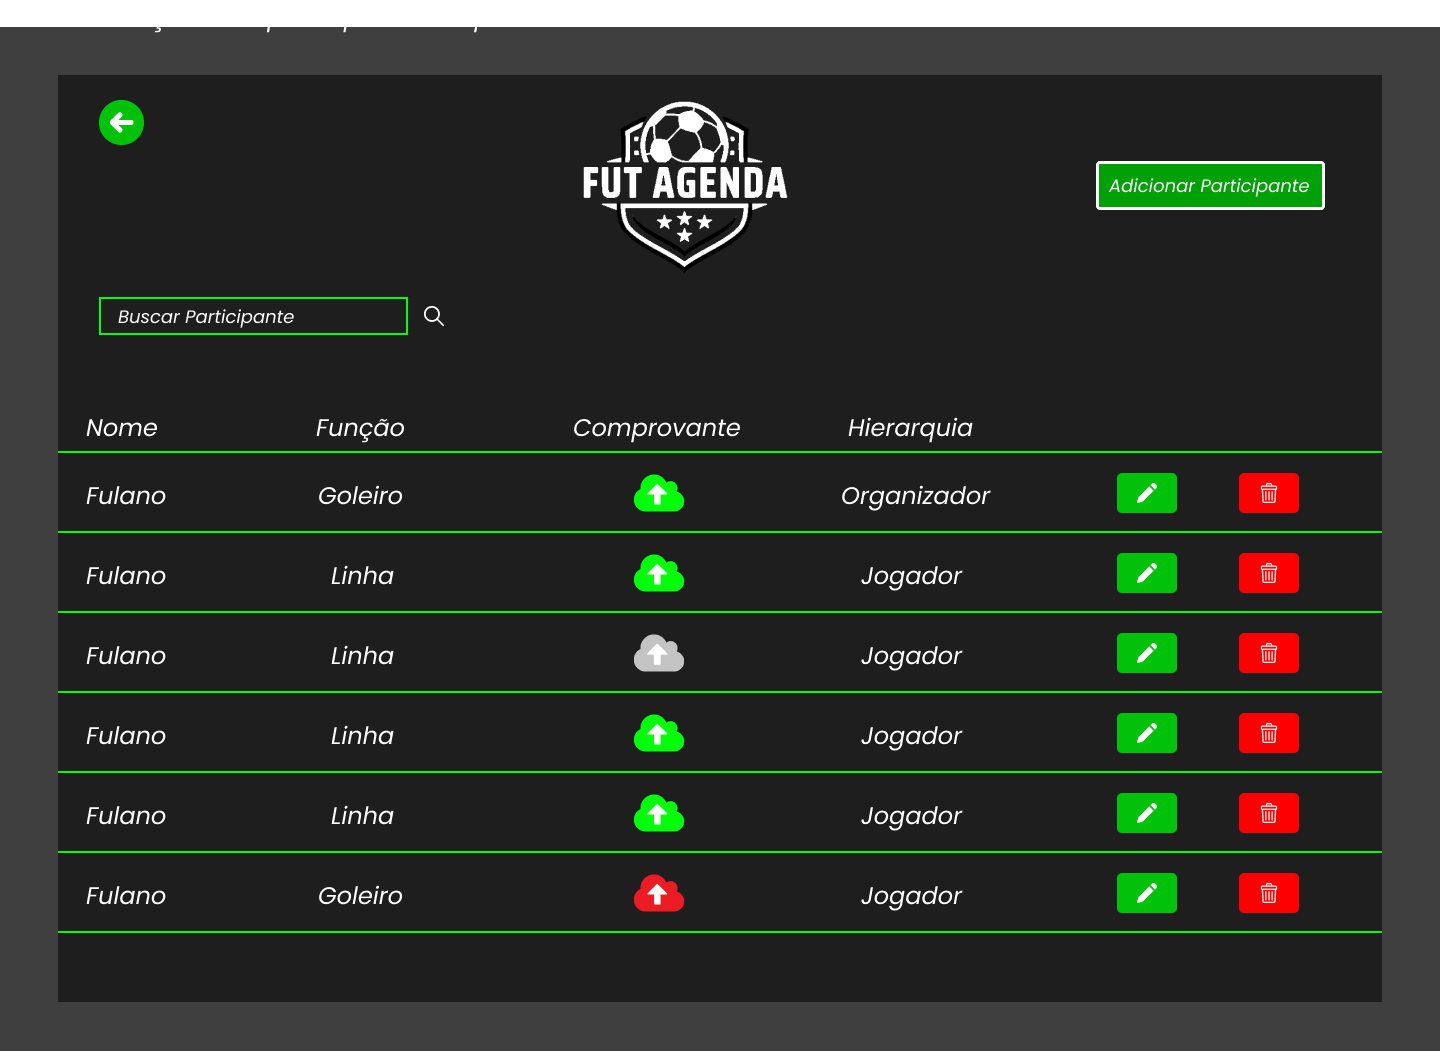 FUT AGENDA
Adicionar Participante
Buscar Participante
Nome Função Comprovante Hierarquia
Fulano Goleiro Organizador
Fulano Linha Jogador
Fulano Linha Jogador
Fulano Linha Jogador
Fulano Linha Jogador
Fulano Goleiro Jogador